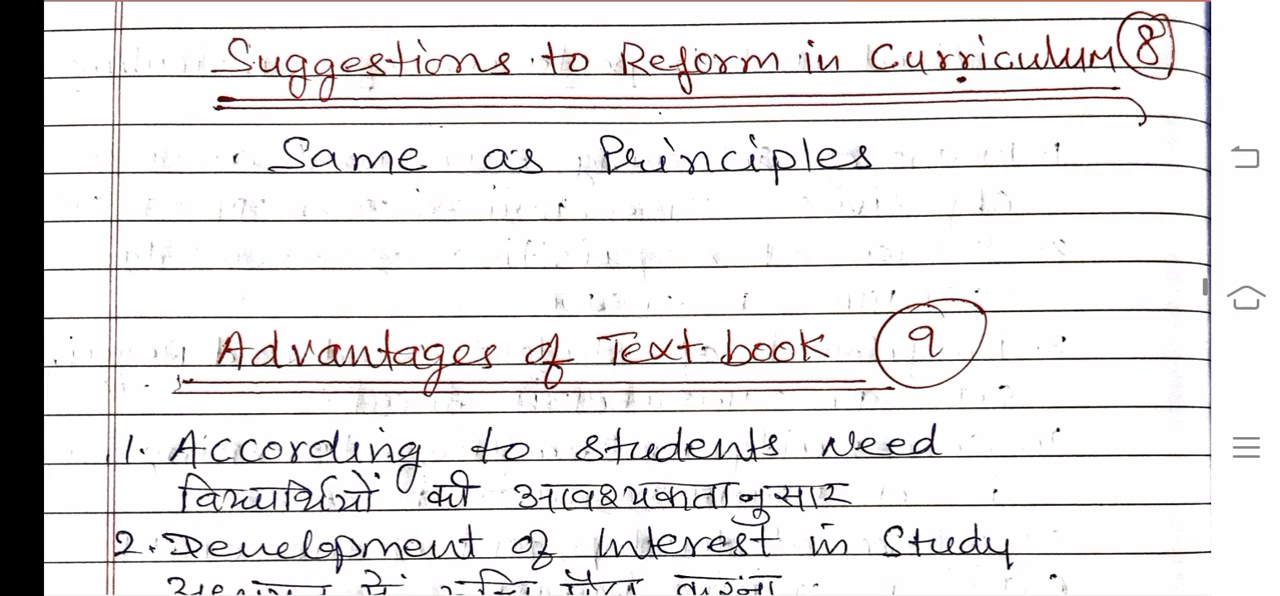 Suggestions to Reform in Curriculum 8
Same as Principles
Advantages of Text book 9
1. According to students Need
विद्यार्थियों की आवश्यकतानुसार
2. Development of Interest in Study